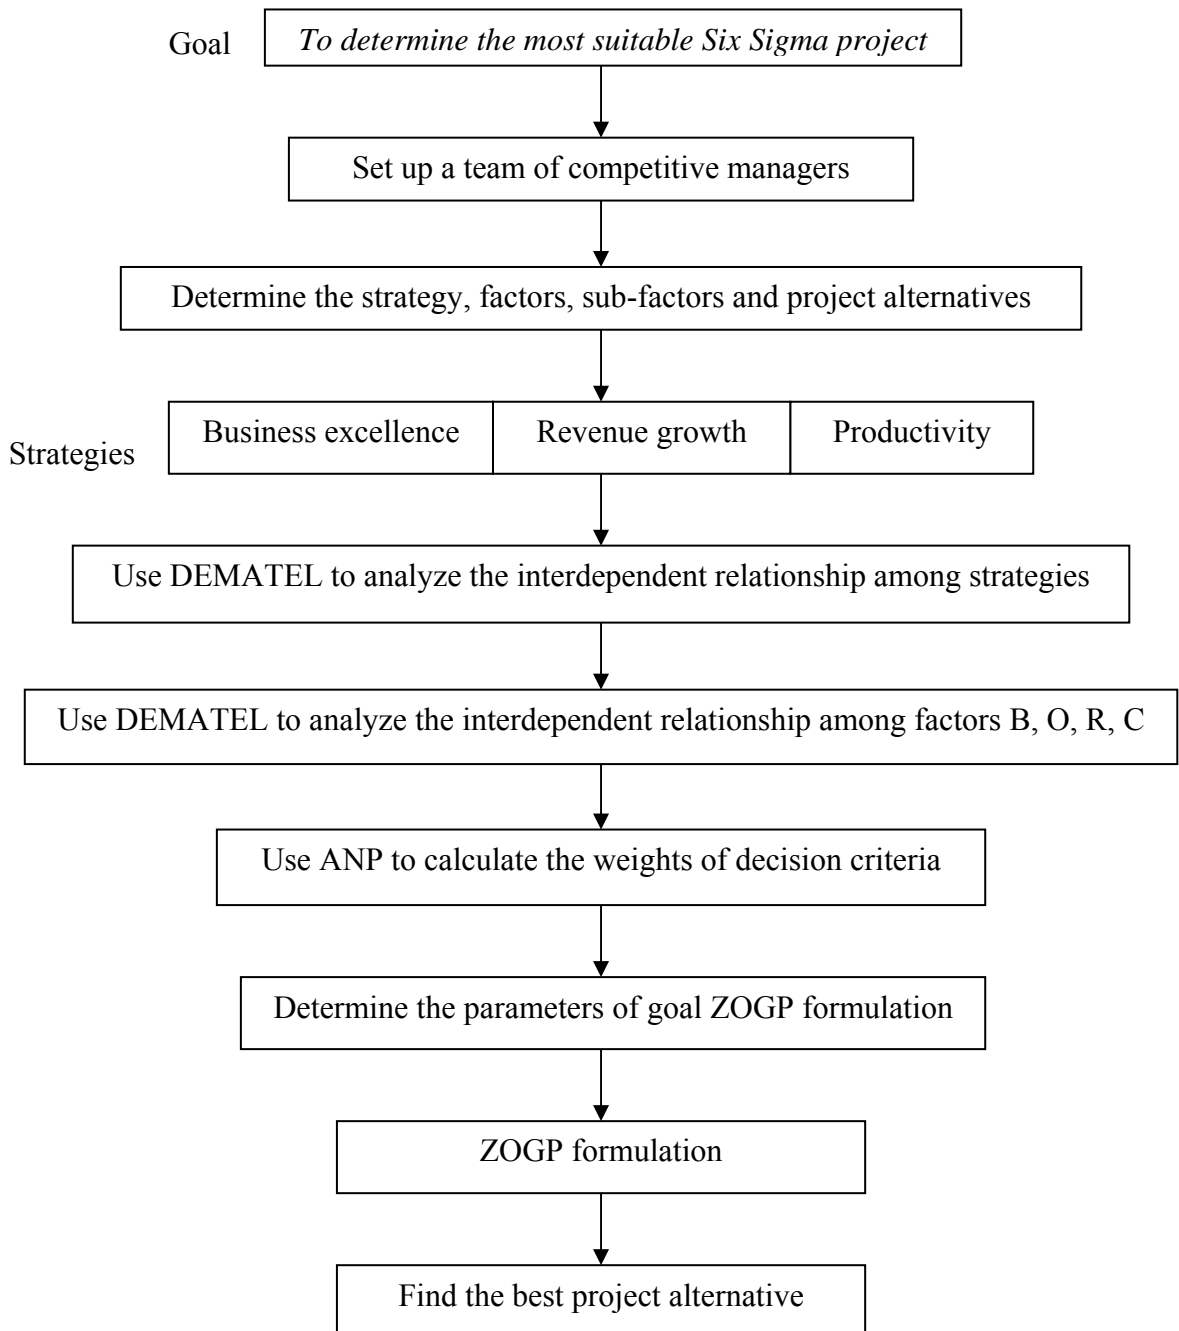 Goal
To determine the most suitable Six Sigma project
Set up a team of competitive managers
Determine the strategy, factors, sub-factors and project alternatives
Strategies
Business excellence
Revenue growth
Productivity
Use DEMATEL to analyze the interdependent relationship among strategies
Use DEMATEL to analyze the interdependent relationship among factors B, O, R, C
Use ANP to calculate the weights of decision criteria
Determine the parameters of goal ZOGP formulation
ZOGP formulation
Find the best project alternative